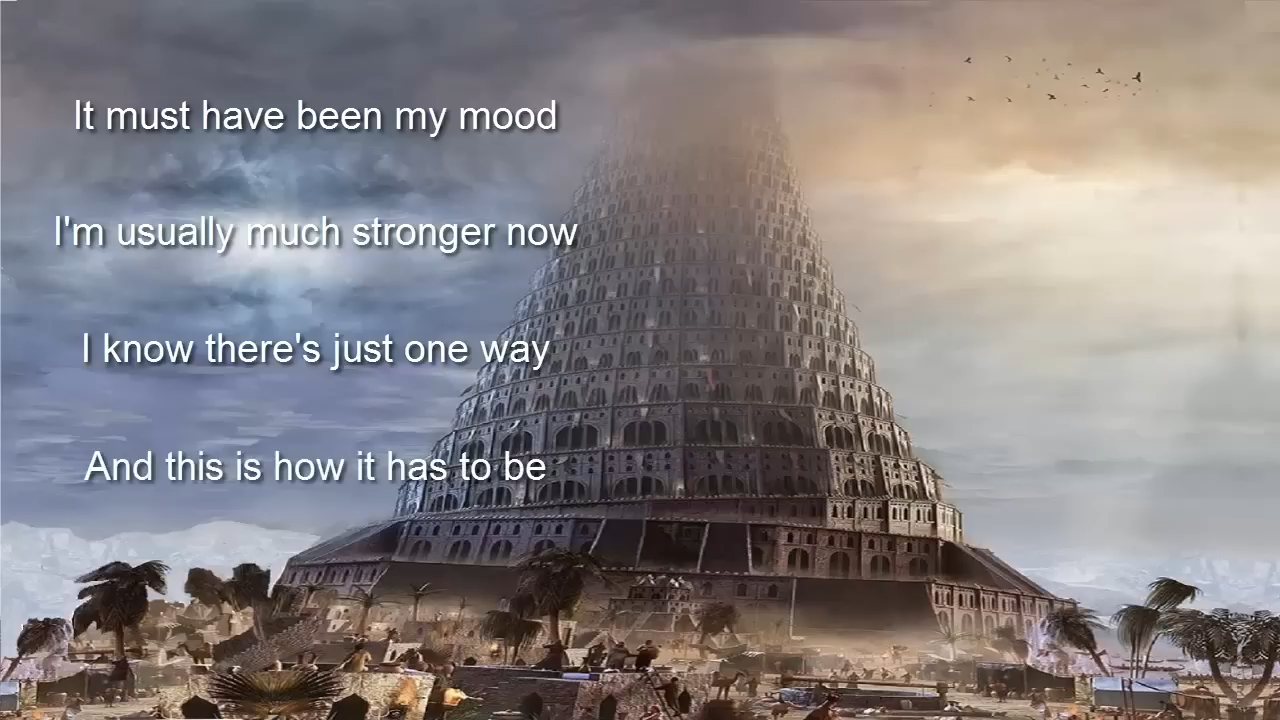 It must have been my mood
I'm usually much stronger now
I know there's just one way
And this is how it has to be